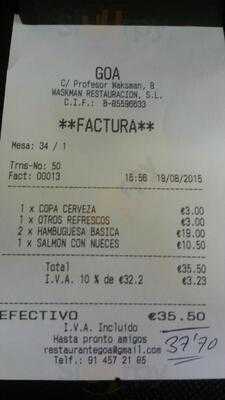 GOA
C/ Profesor Waksman, 8
WASKMAN RESTAURACION, S.L.
C.I.F.: B-85596633
**FACTURA**
Mesa: 34 / 1
Trns-No: 50
Fact: 00013 16:56 19/08/2015
1 x COPA CERVEZA €3.00
1 x OTROS REFRESCOS €3.00
2 x HAMBUGUESA BASICA €19.00
1 x SALMON CON NUECES €10.50
Total €35.50
I.V.A. 10 % de €32.2 €3.23
EFECTIVO €35.50
I.V.A. Incluido
Hasta pronto amigos
restaurantegoa@gmail.com
Telf.: 91 457 21 65
37'70